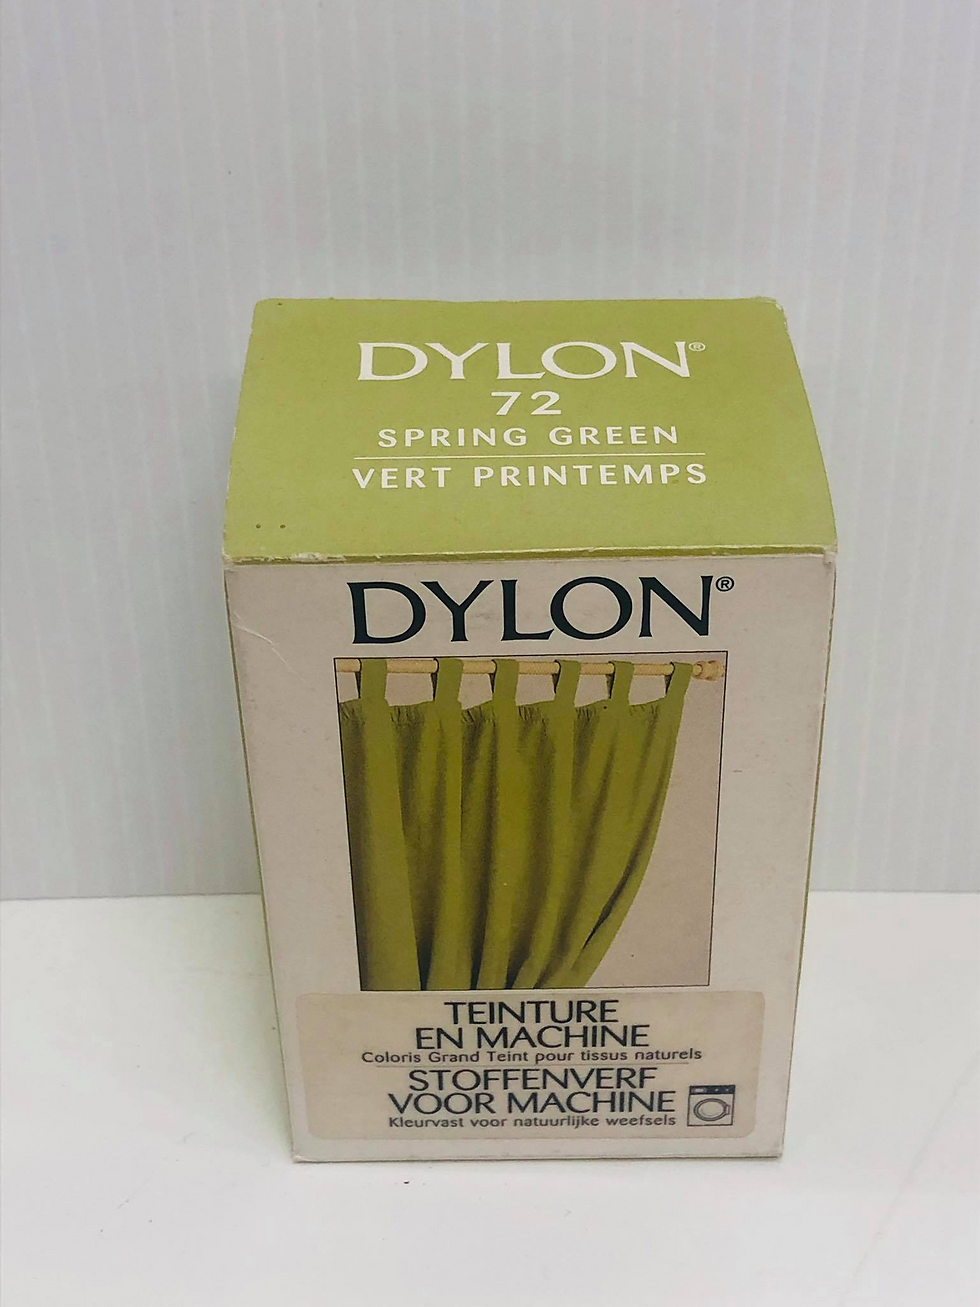 DYLON®
72
SPRING GREEN
VERT PRINTEMPS
DYLON®
TEINTURE
EN MACHINE
Coloris Grand Teint pour tissus naturels
STOFFENVERF
VOOR MACHINE
Kleurvast voor natuurlijke weefsels